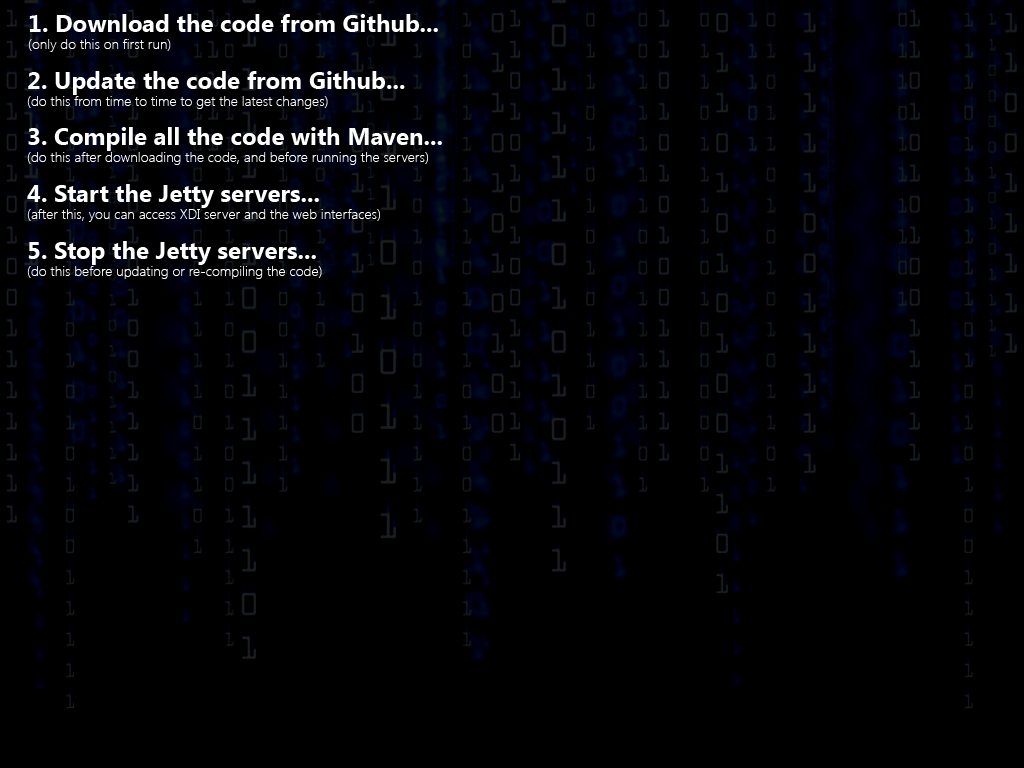 1. Download the code from Github...
(only do this on first run)
2. Update the code from Github...
(do this from time to time to get the latest changes)
3. Compile all the code with Maven...
(do this after downloading the code, and before running the servers)
4. Start the Jetty servers...
(after this, you can access XDI server and the web interfaces)
5. Stop the Jetty servers...
(do this before updating or re-compiling the code)